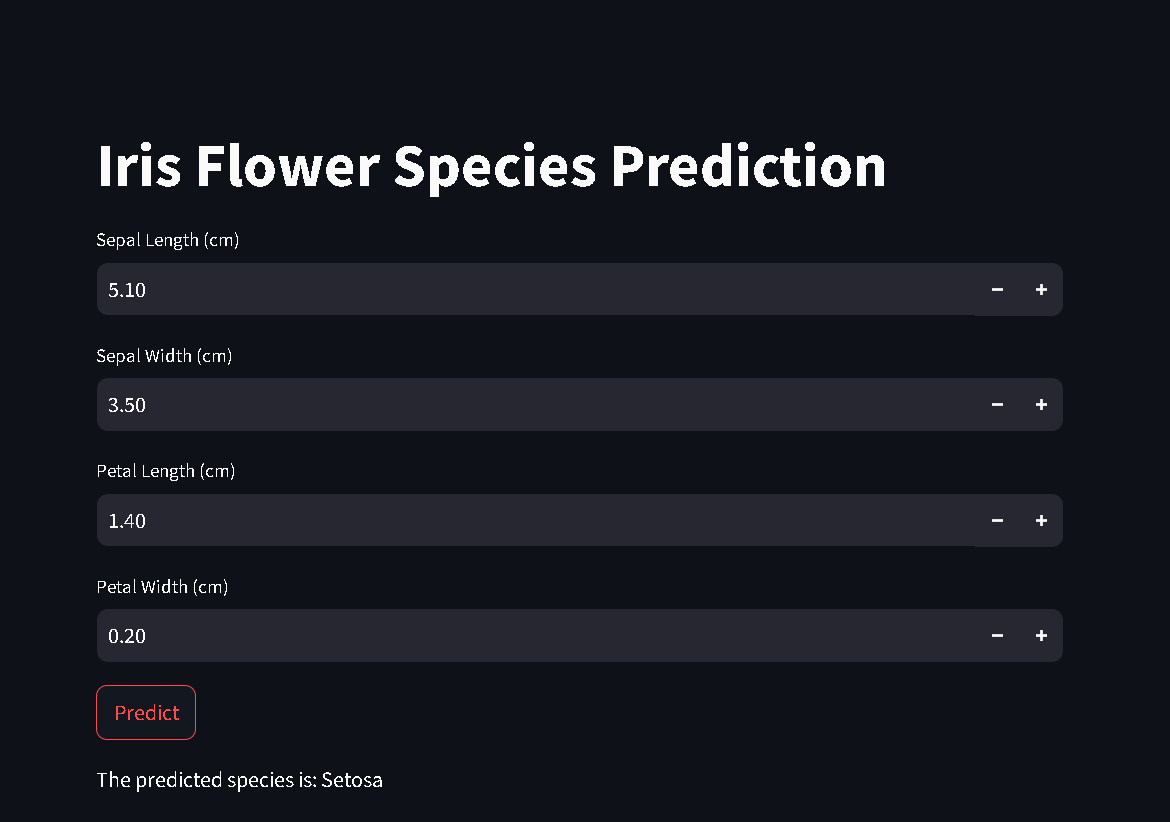 Iris Flower Species Prediction
Sepal Length (cm)
5.10
− +
Sepal Width (cm)
3.50
− +
Petal Length (cm)
1.40
− +
Petal Width (cm)
0.20
− +
Predict
The predicted species is: Setosa